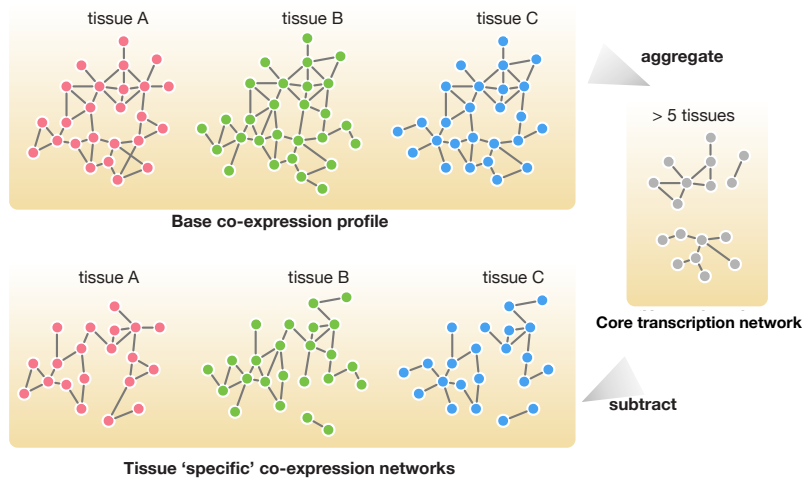 tissue A
tissue B
tissue C
aggregate
> 5 tissues
Base co-expression profile
tissue A
tissue B
tissue C
Core transcription network
subtract
Tissue ‘specific’ co-expression networks